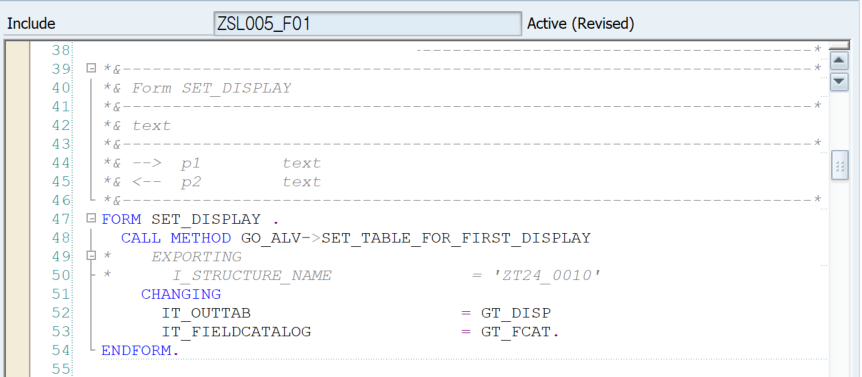 Include ZSL005_F01 Active (Revised)
38 *---------------------------------------*
39 *&---------------------------------------------------------------------*
40 *& Form SET_DISPLAY
41 *&---------------------------------------------------------------------*
42 *& text
43 *&---------------------------------------------------------------------*
44 *& --> p1 text
45 *& <-- p2 text
46 *&---------------------------------------------------------------------*
47 FORM SET_DISPLAY .
48 CALL METHOD GO_ALV->SET_TABLE_FOR_FIRST_DISPLAY
49 * EXPORTING
50 * I_STRUCTURE_NAME = 'ZT24_0010'
51 CHANGING
52 IT_OUTTAB = GT_DISP
53 IT_FIELDCATALOG = GT_FCAT.
54 ENDFORM.
55